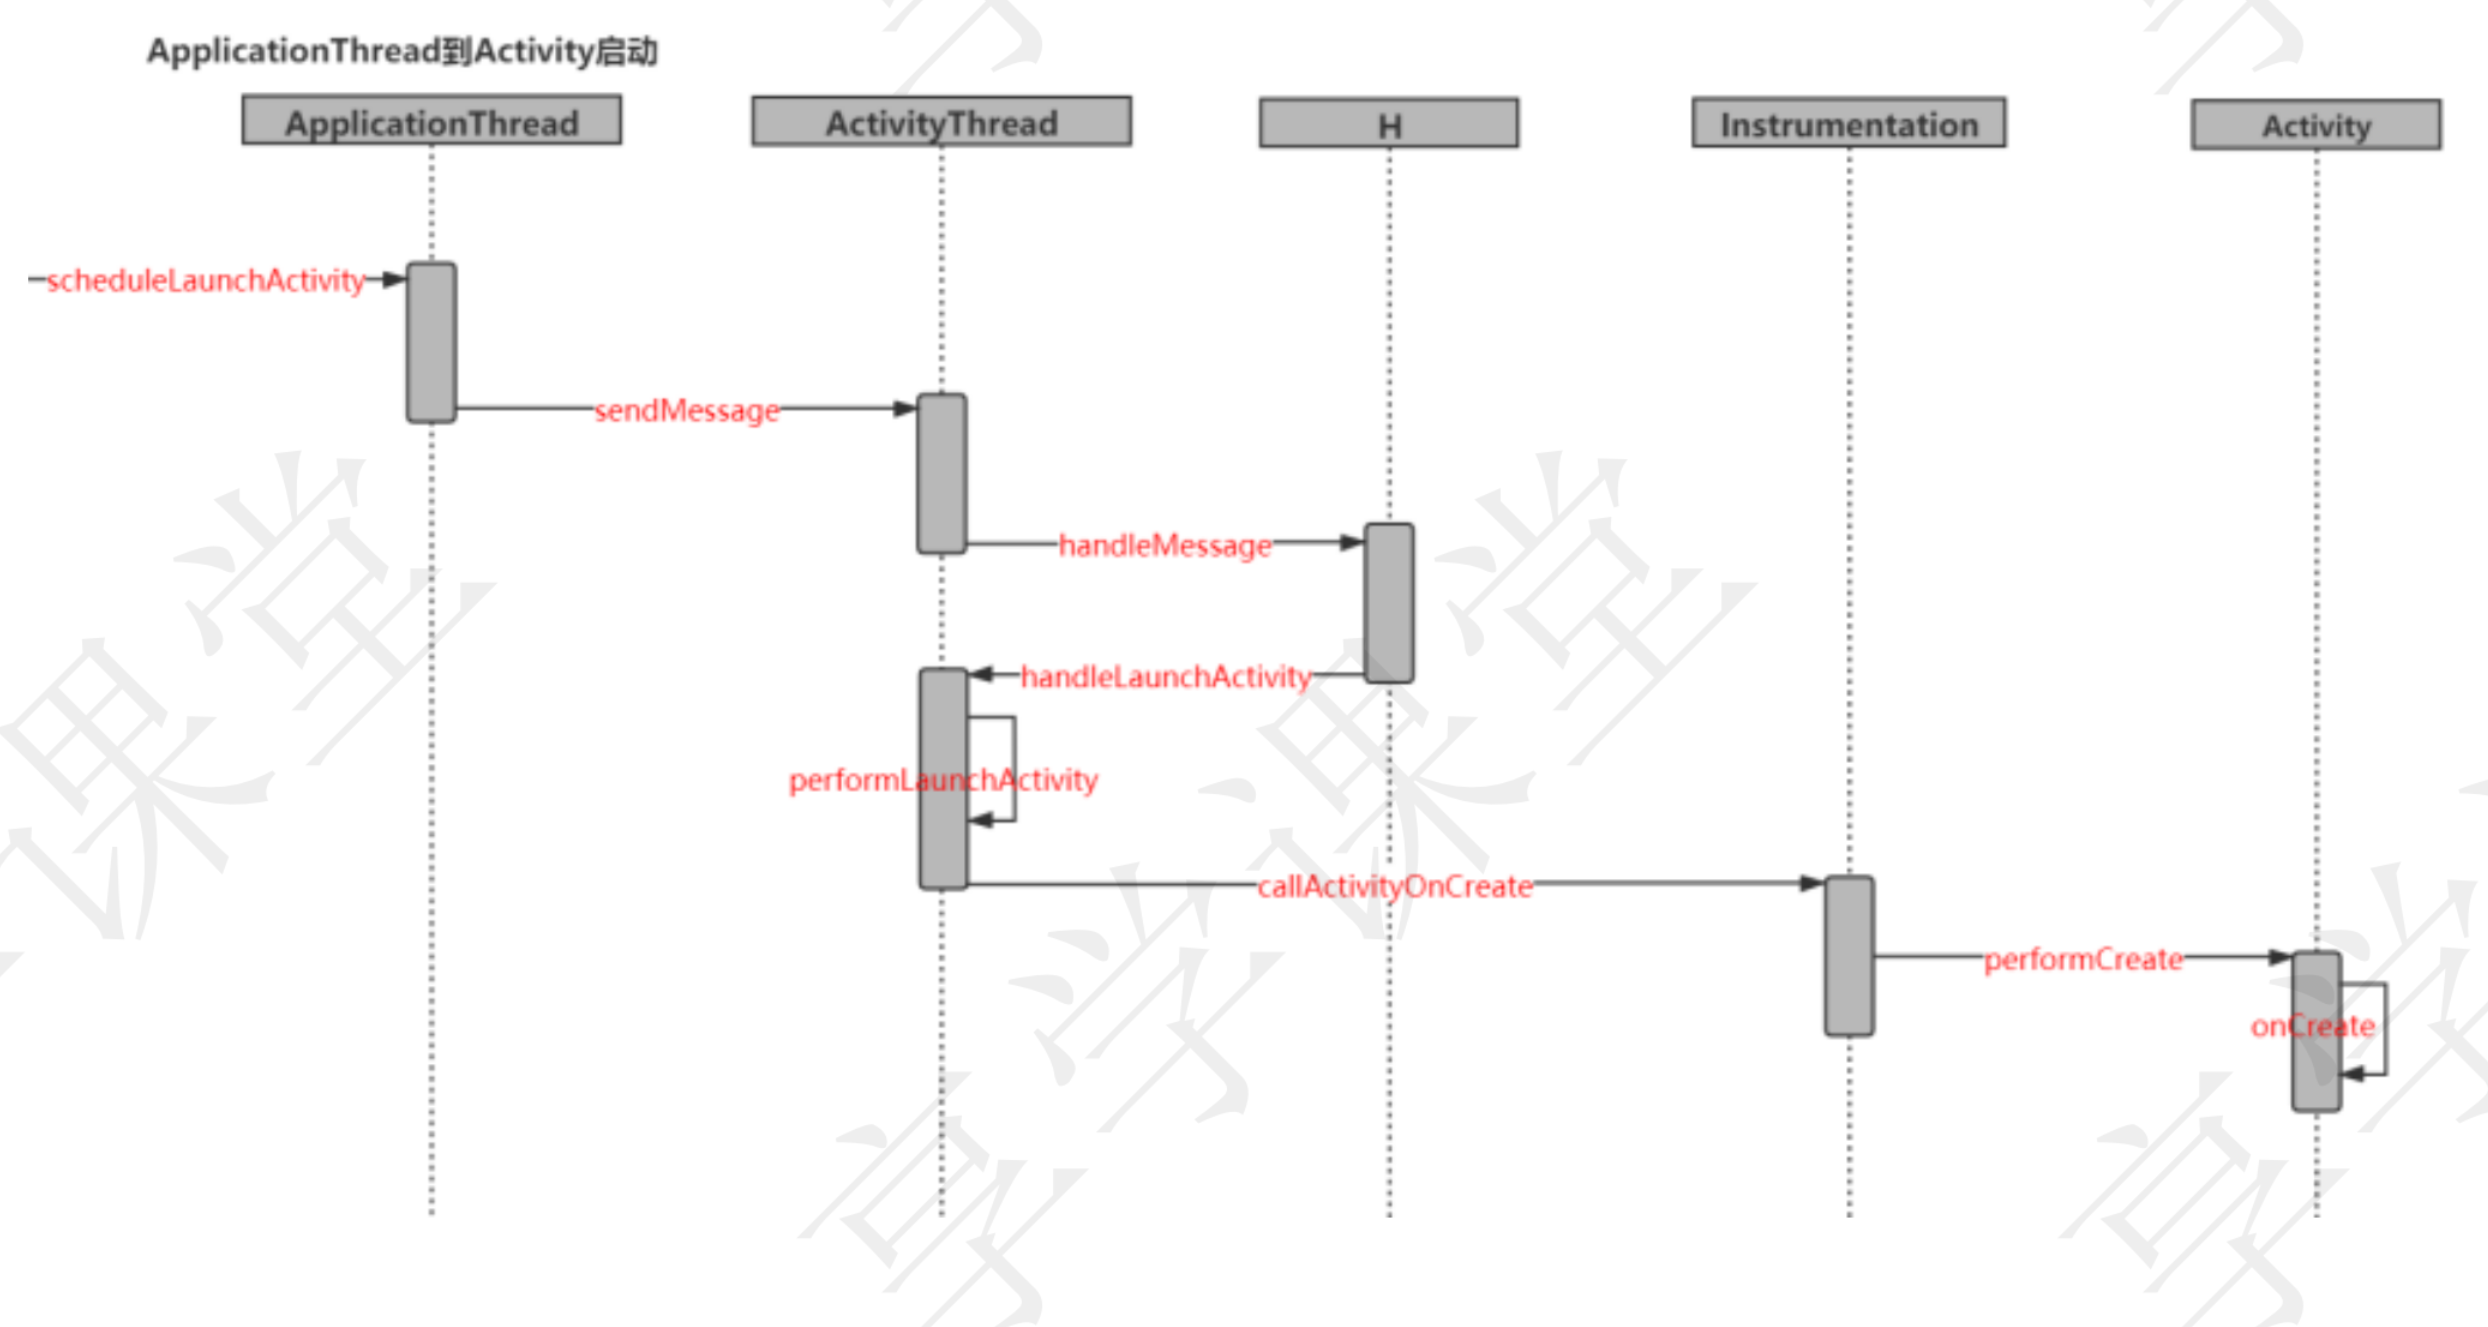 ApplicationThread到Activity启动
ApplicationThread
ActivityThread
H
Instrumentation
Activity
scheduleLaunchActivity
sendMessage
handleMessage
handleLaunchActivity
performLaunchActivity
callActivityOnCreate
performCreate
onCreate
享学课堂
享学课堂